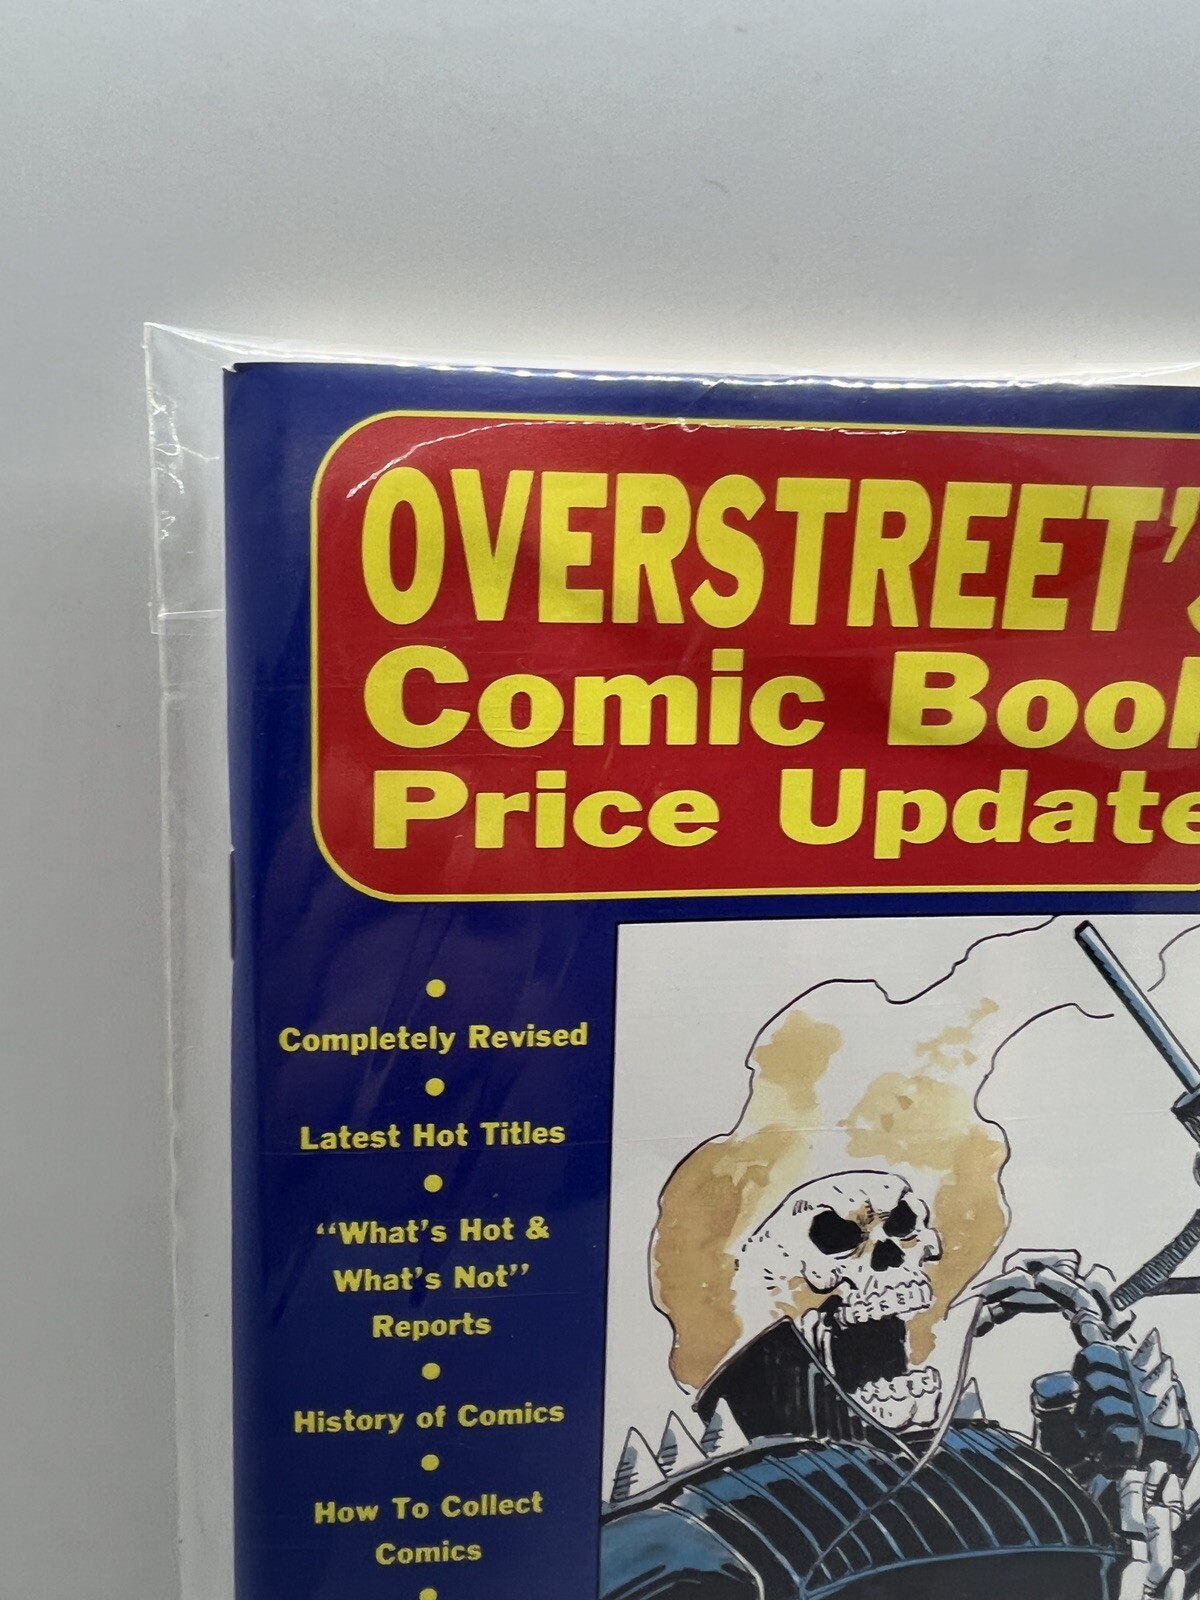 OVERSTREET'S
Comic Book
Price Update
•
Completely Revised
•
Latest Hot Titles
•
“What's Hot &
What's Not”
Reports
•
History of Comics
•
How To Collect
Comics
•